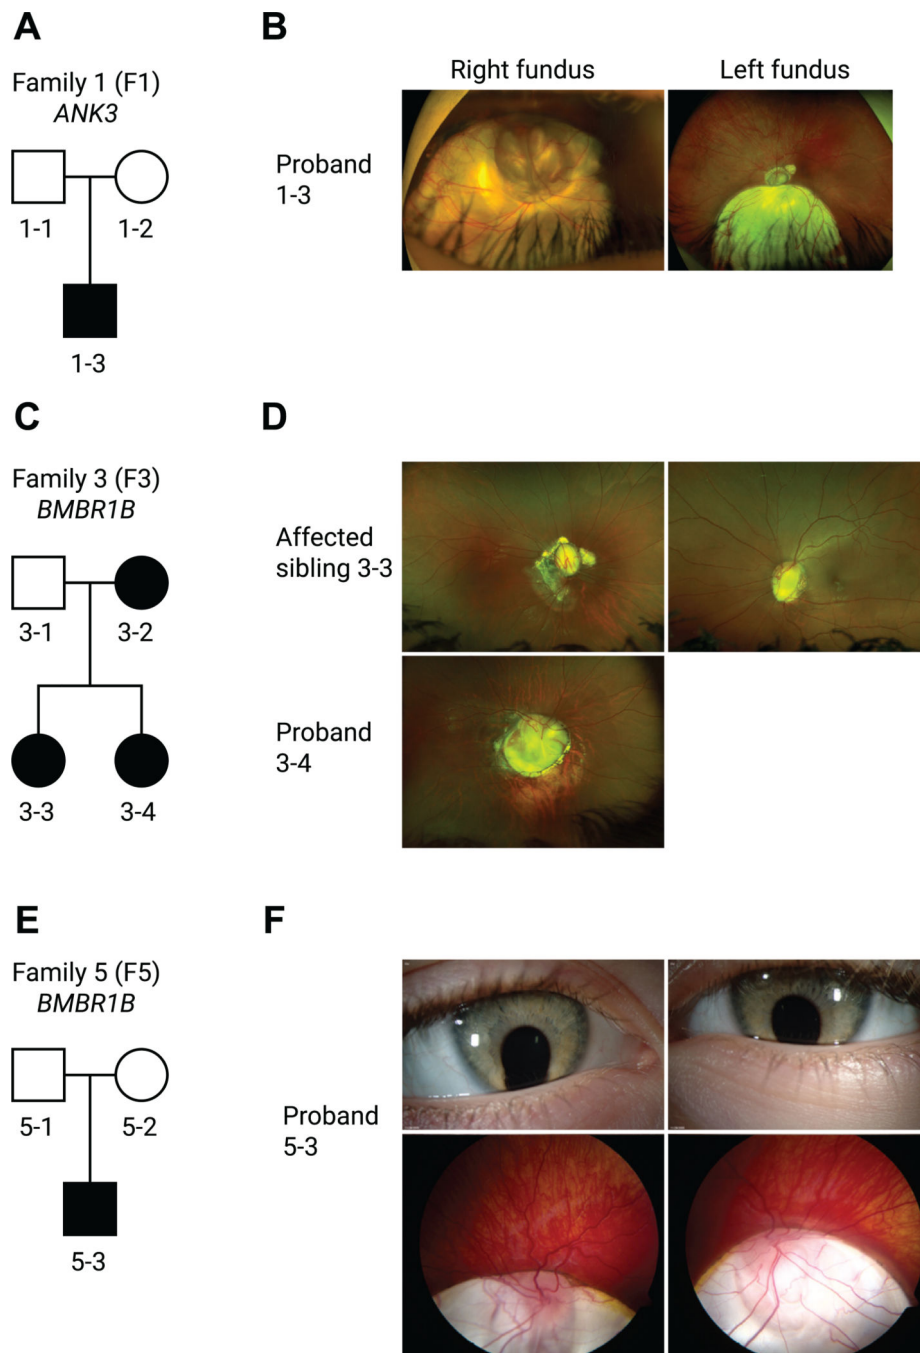 A
B
Family 1 (F1)
ANK3
Right fundus
Left fundus
Proband
1-3
1-1
1-2
1-3
C
D
Family 3 (F3)
BMBR1B
Affected
sibling 3-3
3-1
3-2
Proband
3-4
3-3
3-4
E
F
Family 5 (F5)
BMBR1B
5-1
5-2
Proband
5-3
5-3